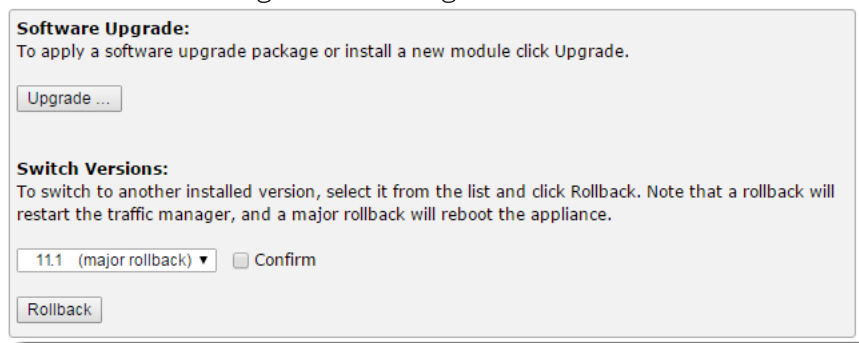 Software Upgrade:
To apply a software upgrade package or install a new module click Upgrade.
Upgrade ...
Switch Versions:
To switch to another installed version, select it from the list and click Rollback. Note that a rollback will
restart the traffic manager, and a major rollback will reboot the appliance.
11.1 (major rollback) ▼ Confirm
Rollback